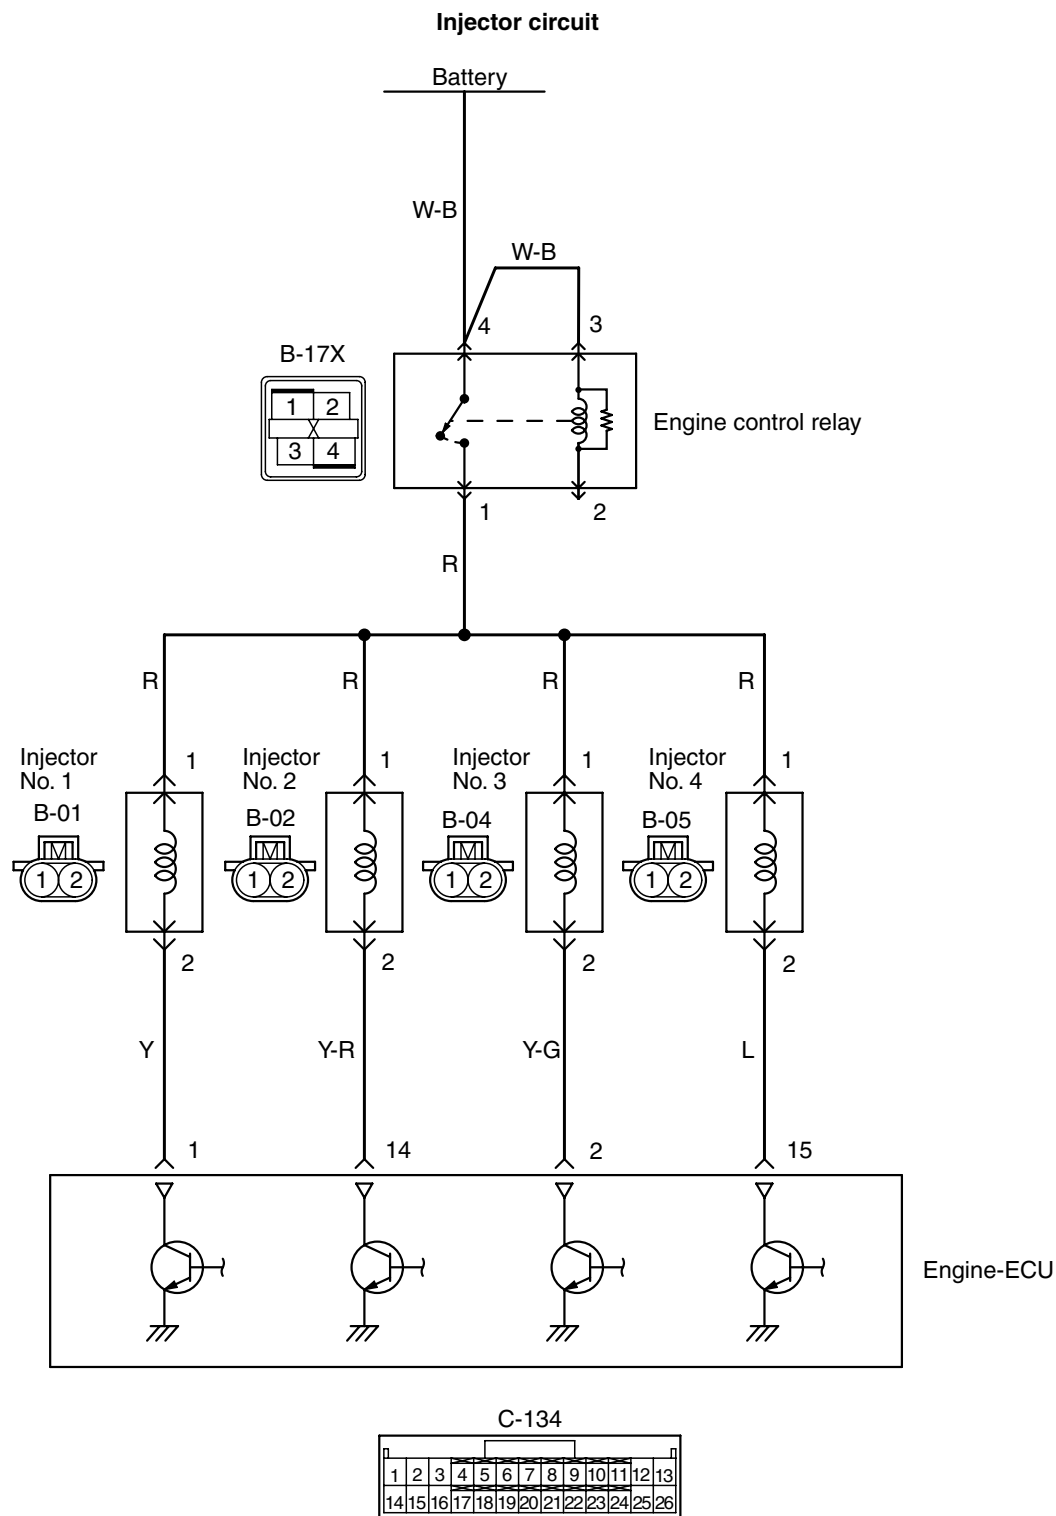 Injector circuit
Battery
W-B
W-B
4 3
B-17X
1 2
X
3 4
Engine control relay
1 2
R
R R R R
Injector No. 1
B-01
1
1 2
2
Injector No. 2
B-02
1
1 2
2
Injector No. 3
B-04
1
1 2
2
Injector No. 4
B-05
1
1 2
2
Y Y-R Y-G L
1 14 2 15
Engine-ECU
C-134
1 2 3 4 5 6 7 8 9 10 11 12 13
14 15 16 17 18 19 20 21 22 23 24 25 26